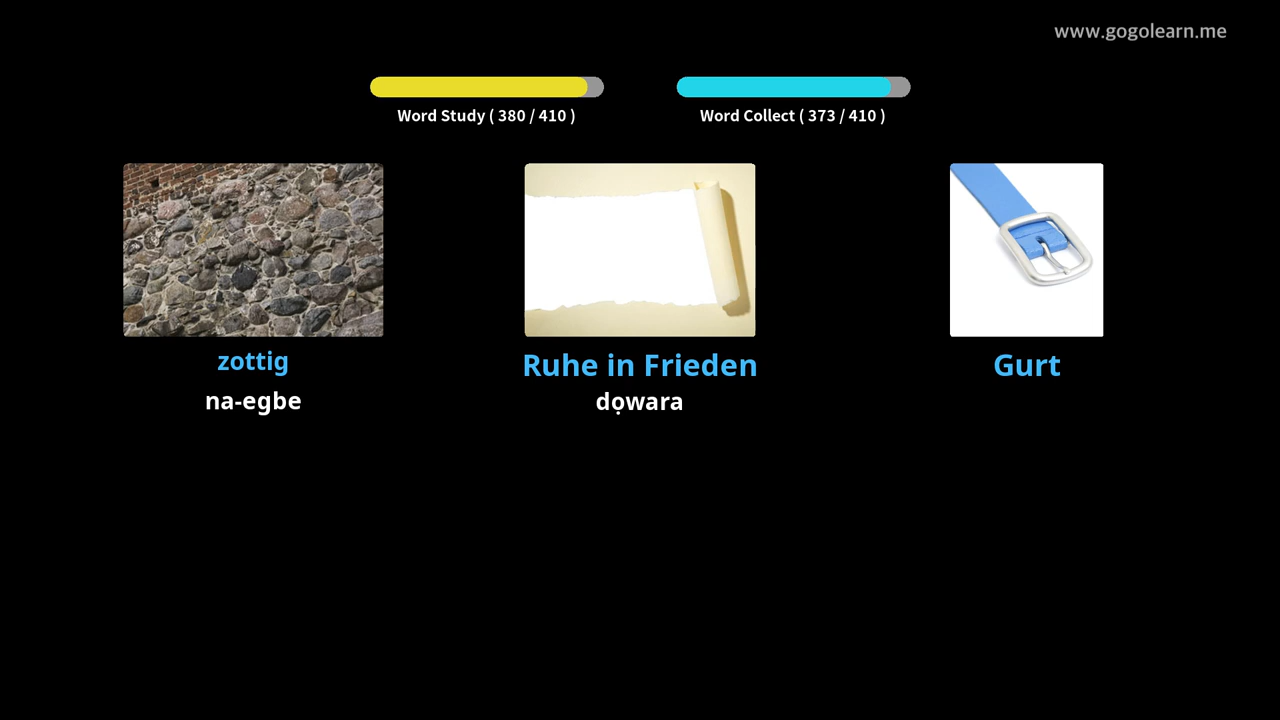 www.gogolearn.me
Word Study ( 380 / 410 )
Word Collect ( 373 / 410 )
zottig
na-egbe
Ruhe in Frieden
dọwara
Gurt